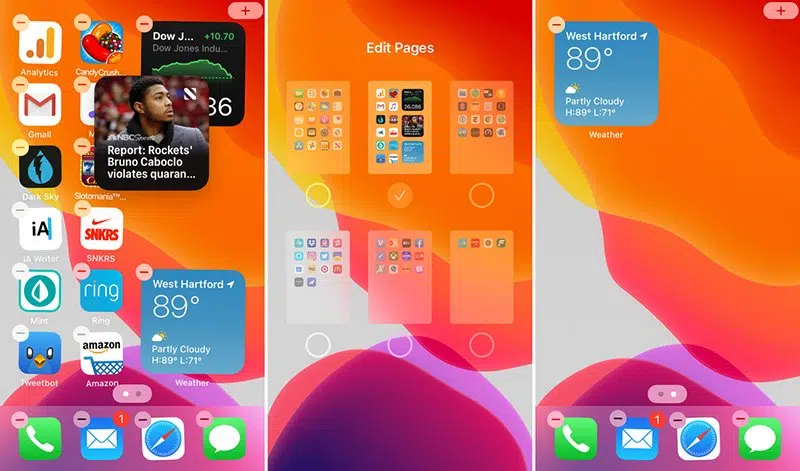 Dow J... +10.70
Dow Jones Indu...
Analytics
CandyCrush...
36
NBC Sports
Report: Rockets'
Bruno Caboclo
violates quaran...
Gmail
Dark Sky
Slotomania™...
iA
SNKRS
iA Writer
SNKRS
West Hartford
89°
Partly Cloudy
H:89° L:71°
ring
Mint
Ring
amazon
Tweetbot
Amazon
Weather
1
Edit Pages
26,086
West Hartford
89°
Partly Cloudy
H:89° L:71°
Weather
1